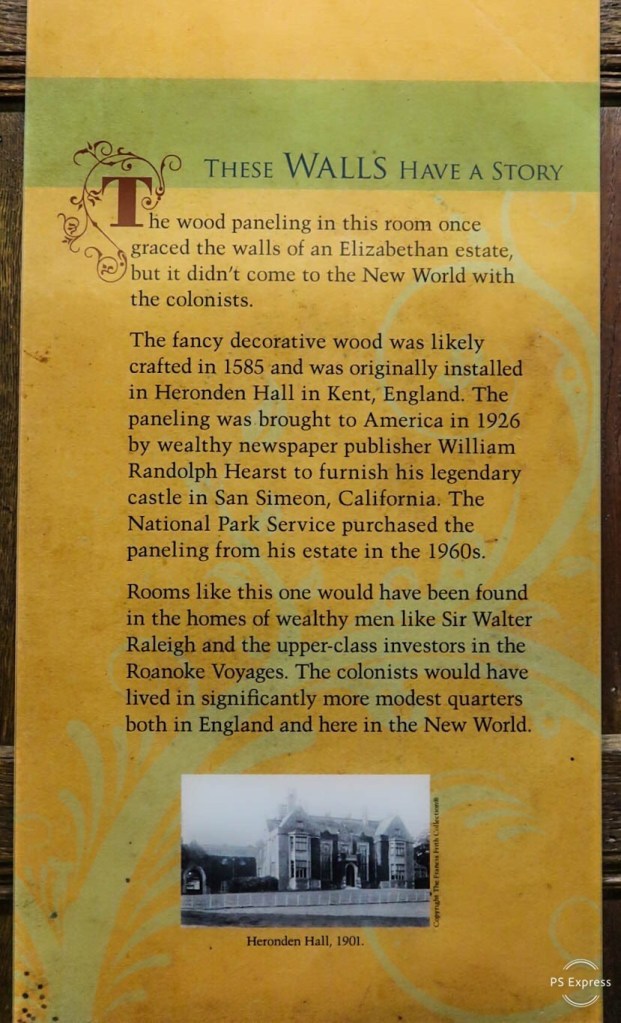 THESE WALLS HAVE A STORY
The wood paneling in this room once
graced the walls of an Elizabethan estate,
but it didn't come to the New World with
the colonists.
The fancy decorative wood was likely
crafted in 1585 and was originally installed
in Heronden Hall in Kent, England. The
paneling was brought to America in 1926
by wealthy newspaper publisher William
Randolph Hearst to furnish his legendary
castle in San Simeon, California. The
National Park Service purchased the
paneling from his estate in the 1960s.
Rooms like this one would have been found
in the homes of wealthy men like Sir Walter
Raleigh and the upper-class investors in the
Roanoke Voyages. The colonists would have
lived in significantly more modest quarters
both in England and here in the New World.
Copyright The Francis Frith Collection®
Heronden Hall, 1901.
PS Express